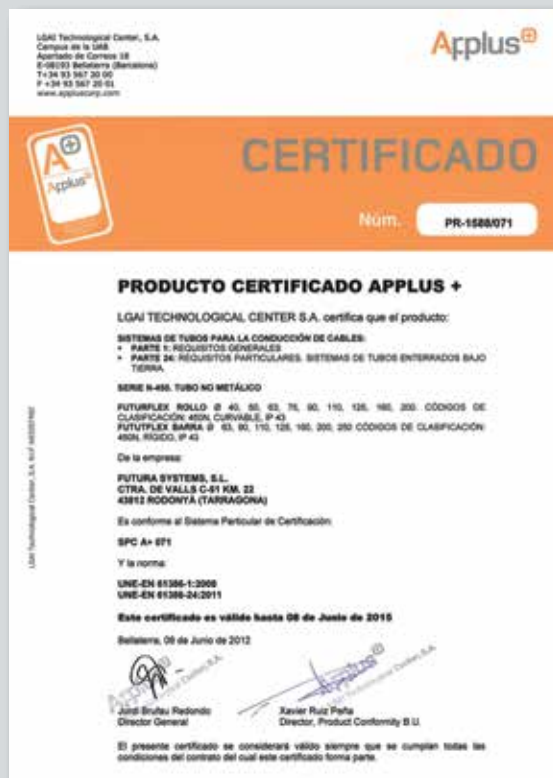 LGAI Technological Center, S.A.
Campus de la UAB
Apartado de Correos 18
E-08193 Bellaterra (Barcelona)
T +34 93 567 20 00
F +34 93 567 20 01
www.appluscorp.com
Applus+
A+
Applus+
CERTIFICADO
Núm. PR-1588/071
PRODUCTO CERTIFICADO APPLUS +
LGAI TECHNOLOGICAL CENTER S.A. certifica que el producto:
SISTEMAS DE TUBOS PARA LA CONDUCCIÓN DE CABLES:
• PARTE 1: REQUISITOS GENERALES
• PARTE 24: REQUISITOS PARTICULARES. SISTEMAS DE TUBOS ENTERRADOS BAJO
TIERRA.
SERIE N-450. TUBO NO METÁLICO
FUTURFLEX ROLLO Ø 40, 50, 63, 75, 90, 110, 125, 160, 200. CÓDIGOS DE
CLASIFICACIÓN: 450N, CURVABLE, IP 43
FUTUTFLEX BARRA Ø 63, 90, 110, 125, 160, 200, 250 CÓDIGOS DE CLASIFICACIÓN:
450N, RÍGIDO, IP 43
De la empresa:
FUTURA SYSTEMS, S.L.
CTRA. DE VALLS C-51 KM. 22
43812 RODONYÀ (TARRAGONA)
Es conforme al Sistema Particular de Certificación:
SPC A+ 071
Y la norma:
UNE-EN 61386-1:2008
UNE-EN 61386-24:2011
Este certificado es válido hasta 08 de Junio de 2015
Bellaterra, 08 de Junio de 2012
Jordi Brufau Redondo
Director General
Xavier Ruiz Peña
Director, Product Conformity B.U.
El presente certificado se considerará válido siempre que se cumplan todas las
condiciones del contrato del cual este certificado forma parte.
LGAI Technological Center, S.A.